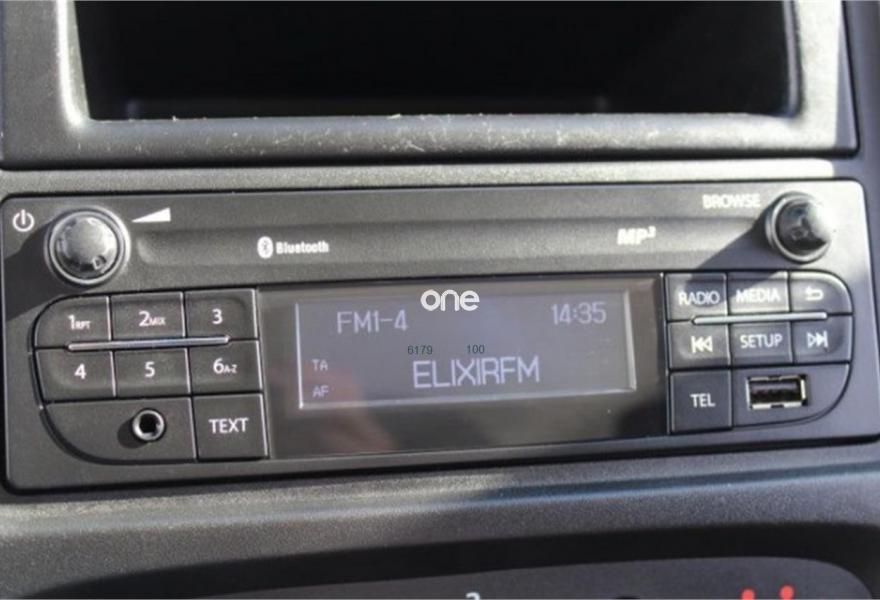 BROWSE
Bluetooth
MP3
one
RADIO MEDIA
1RPT 2MIX 3
FM1-4 14:35
6179 100
SETUP
4 5 6A-Z
TA
ELIXIRFM
AF
TEL
TEXT
2